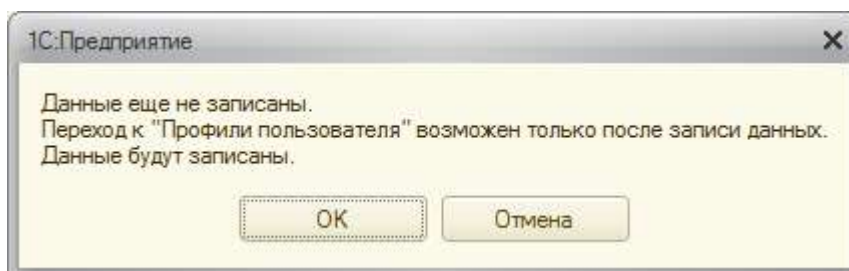 1С:Предприятие
Данные еще не записаны.
Переход к "Профили пользователя" возможен только после записи данных.
Данные будут записаны.
OK
Отмена